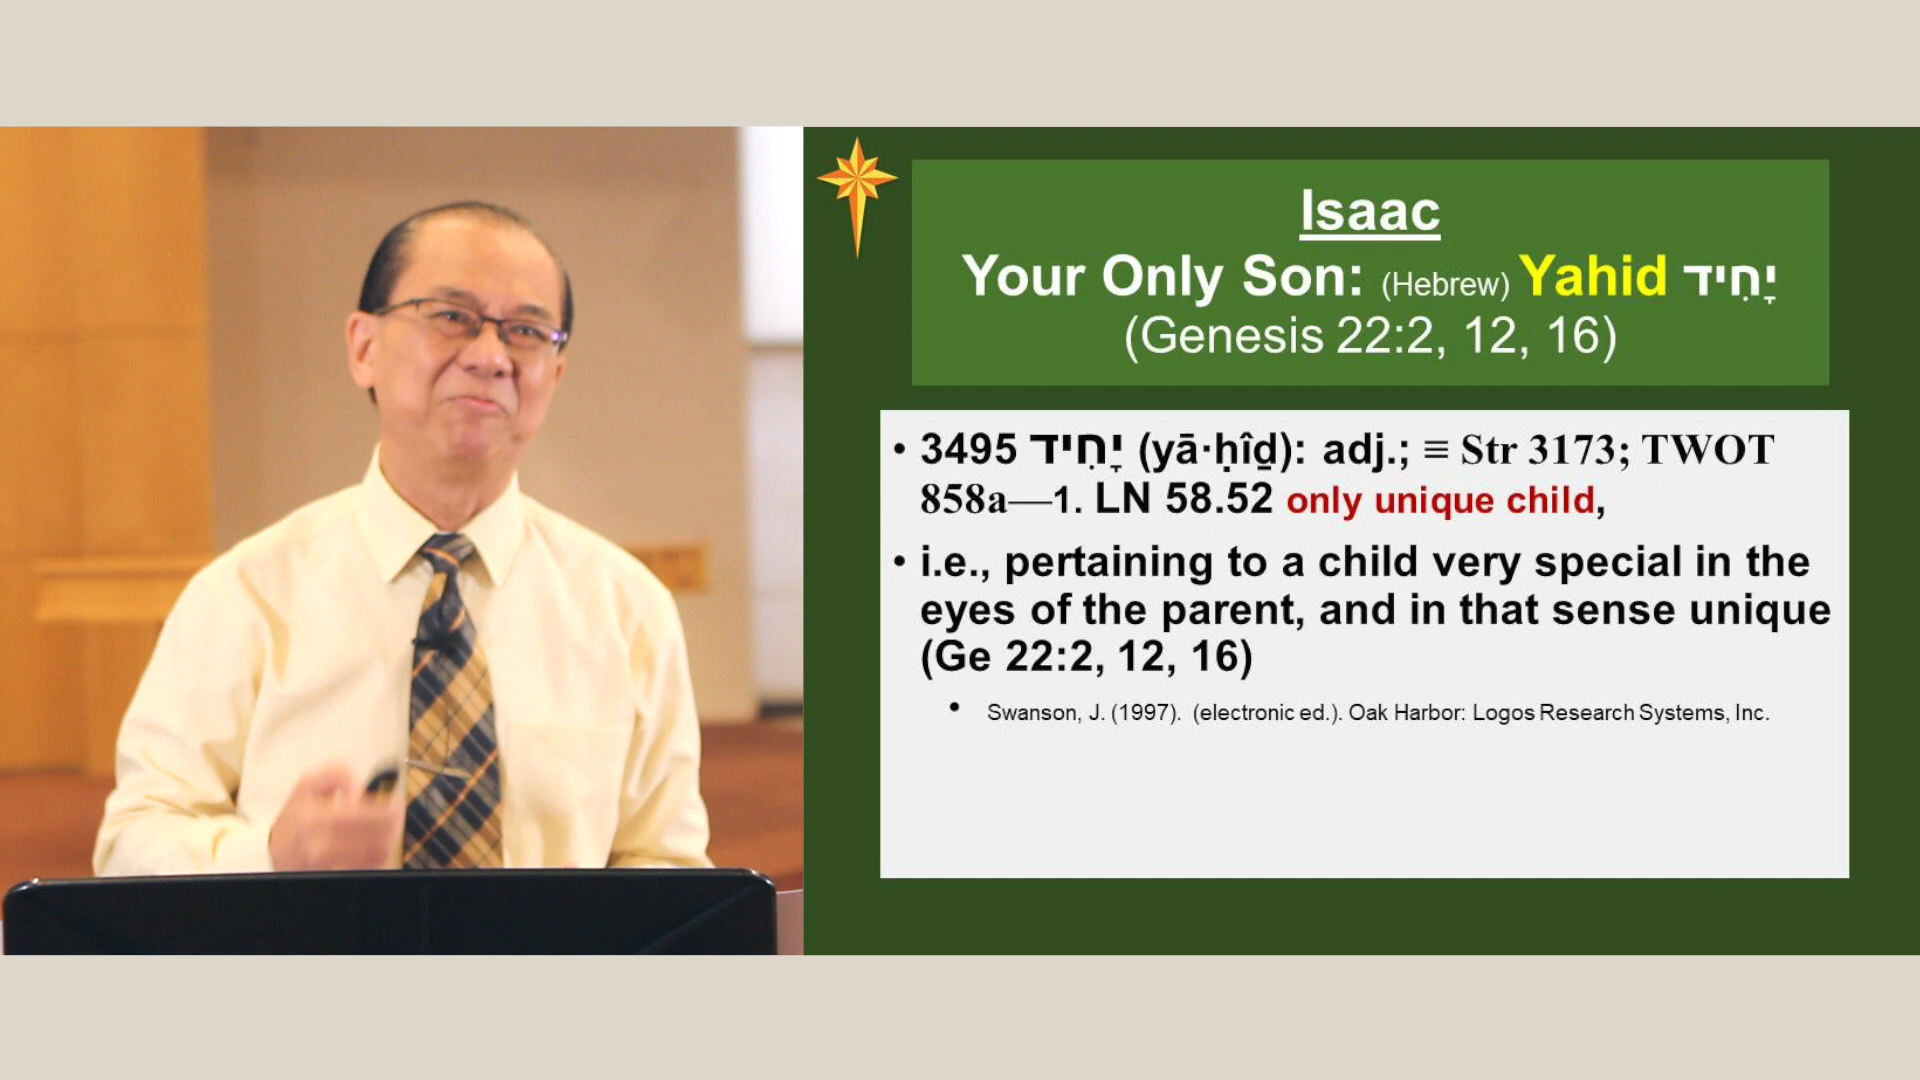 Isaac
Your Only Son: (Hebrew) Yahid יָחִיד
(Genesis 22:2, 12, 16)
• 3495 יָחִיד (yā·ḥîḏ): adj.; ≡ Str 3173; TWOT
858a—1. LN 58.52 only unique child,
• i.e., pertaining to a child very special in the
eyes of the parent, and in that sense unique
(Ge 22:2, 12, 16)
• Swanson, J. (1997). (electronic ed.). Oak Harbor: Logos Research Systems, Inc.